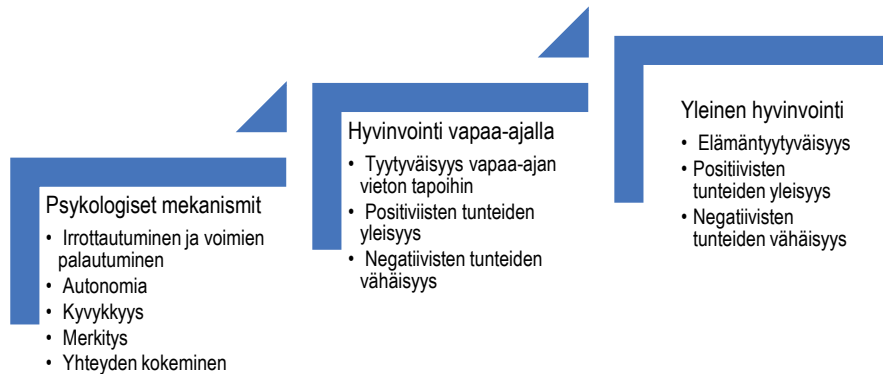 Psykologiset mekanismit
• Irrottautuminen ja voimien
palautuminen
• Autonomia
• Kyvykkyys
• Merkitys
• Yhteyden kokeminen
Hyvinvointi vapaa-ajalla
• Tyytyväisyys vapaa-ajan
vieton tapoihin
• Positiviisten tunteiden
yleisyys
• Negatiivisten tunteiden
vähäisyys
Yleinen hyvinvointi
• Elämäntyytyväisyys
• Positiivisten
tunteiden yleisyys
• Negatiivisten
tunteiden vähäisyys